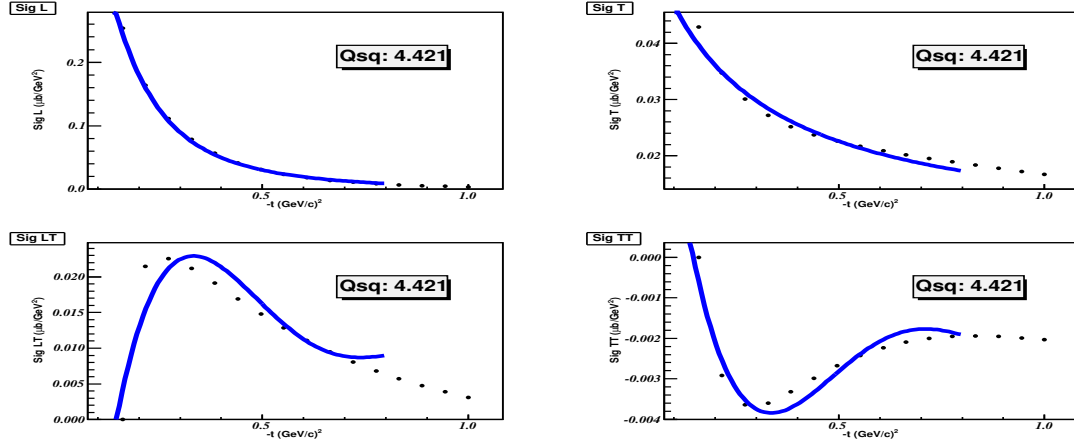 Sig L
Sig L (μb/GeV²)
0.2
0.1
0.0
0.5
1.0
-t (GeV/c)²
Qsq: 4.421
Sig T
Sig T (μb/GeV²)
0.04
0.03
0.02
0.5
1.0
-t (GeV/c)²
Qsq: 4.421
Sig LT
Sig LT (μb/GeV²)
0.020
0.015
0.010
0.005
0.000
0.5
1.0
-t (GeV/c)²
Qsq: 4.421
Sig TT
Sig TT (μb/GeV²)
0.000
-0.001
-0.002
-0.003
-0.004
0.5
1.0
-t (GeV/c)²
Qsq: 4.421